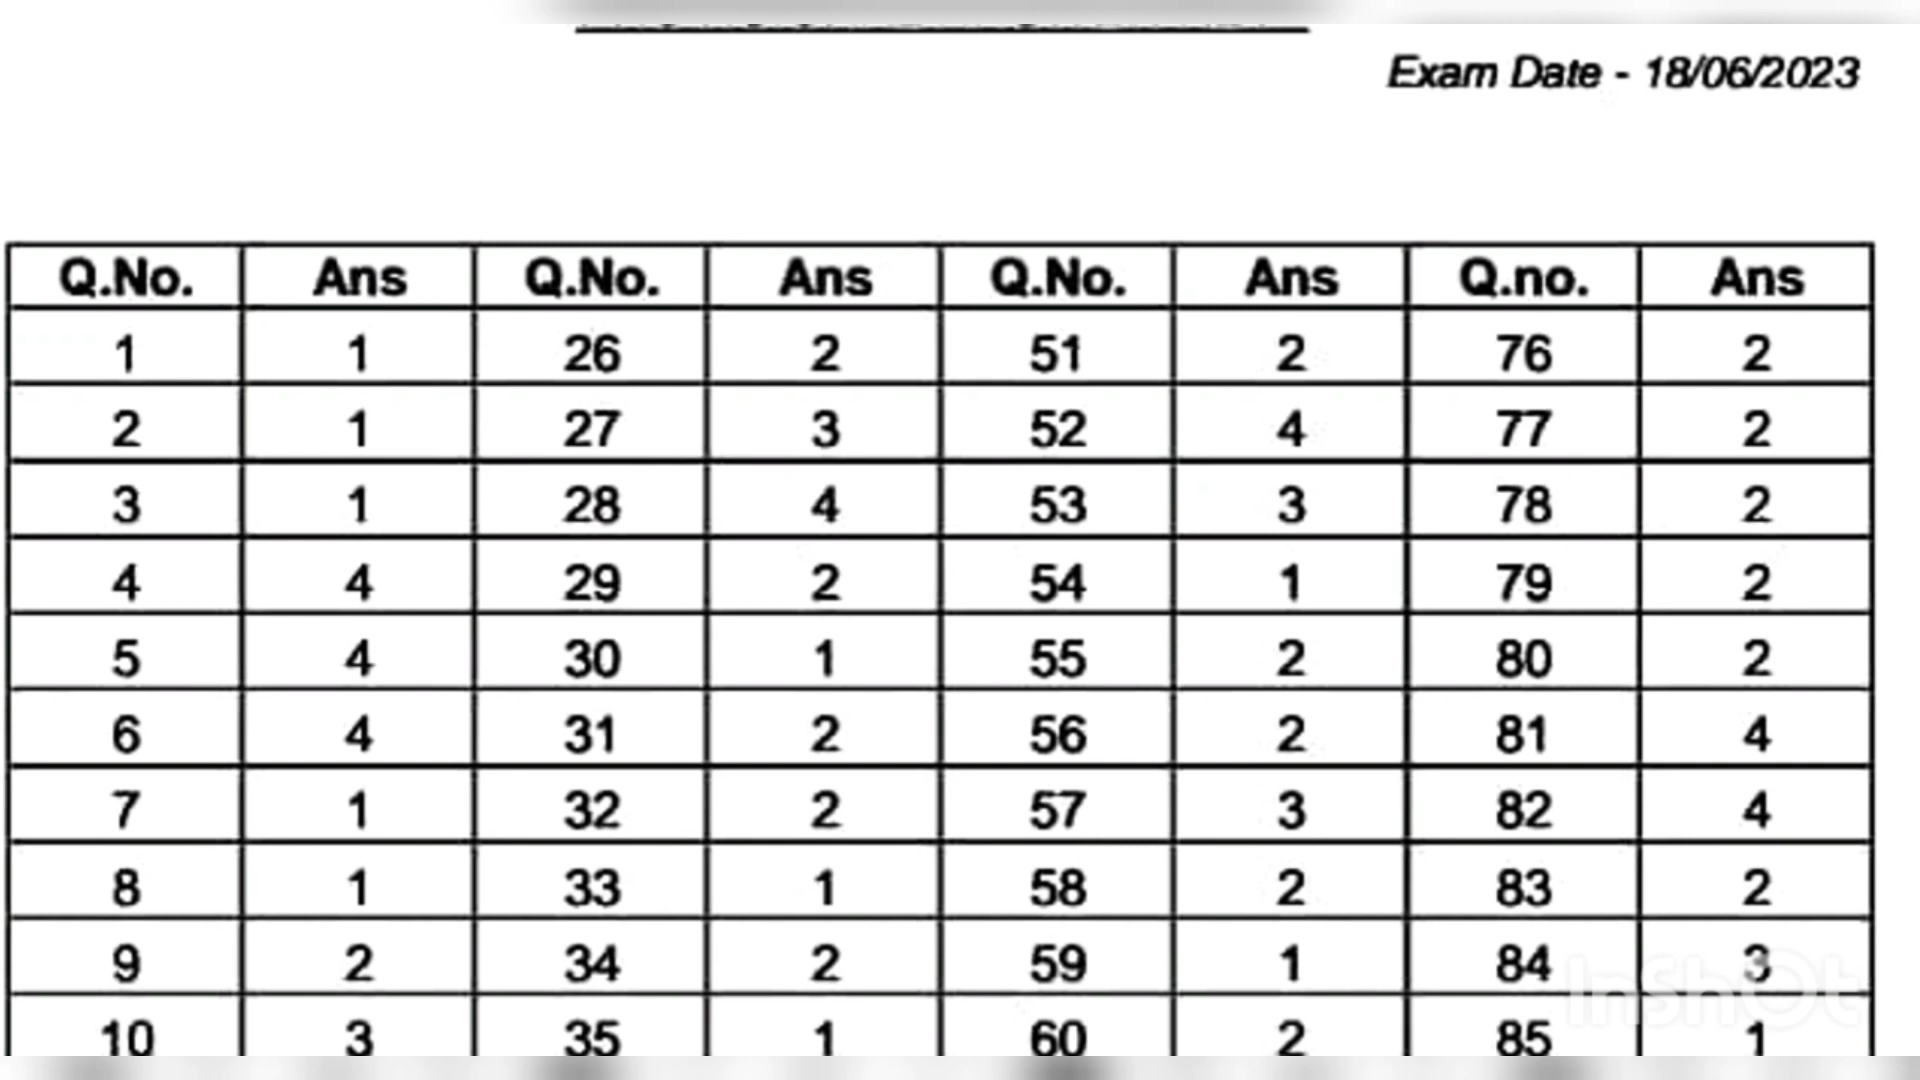 Exam Date - 18/06/2023
Q.No. Ans Q.No. Ans Q.No. Ans Q.no. Ans
1 1 26 2 51 2 76 2
2 1 27 3 52 4 77 2
3 1 28 4 53 3 78 2
4 4 29 2 54 1 79 2
5 4 30 1 55 2 80 2
6 4 31 2 56 2 81 4
7 1 32 2 57 3 82 4
8 1 33 1 58 2 83 2
9 2 34 2 59 1 84 3
10 3 35 1 60 2 85 1
InShOt